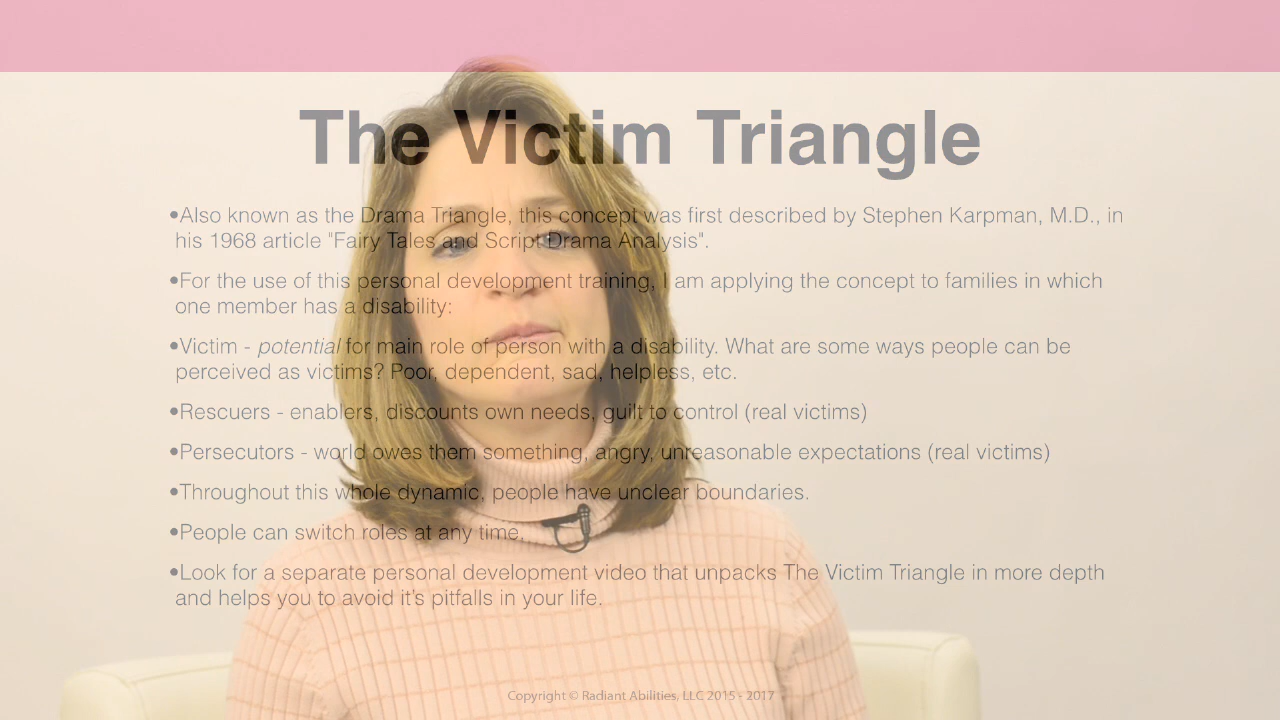 The Victim Triangle
•Also known as the Drama Triangle, this concept was first described by Stephen Karpman, M.D., in
his 1968 article "Fairy Tales and Script Drama Analysis".
•For the use of this personal development training, I am applying the concept to families in which
one member has a disability:
•Victim - potential for main role of person with a disability. What are some ways people can be
perceived as victims? Poor, dependent, sad, helpless, etc.
•Rescuers - enablers, discounts own needs, guilt to control (real victims)
•Persecutors - world owes them something, angry, unreasonable expectations (real victims)
•Throughout this whole dynamic, people have unclear boundaries.
•People can switch roles at any time.
•Look for a separate personal development video that unpacks The Victim Triangle in more depth
and helps you to avoid it's pitfalls in your life.
Copyright © Radiant Abilities, LLC 2015 - 2017